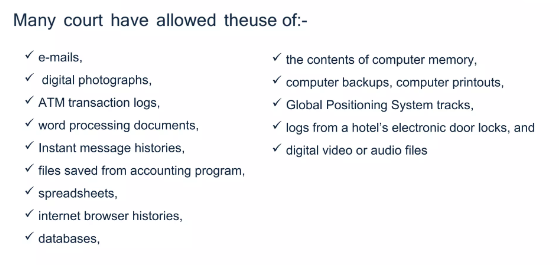 Many court have allowed theuse of:-
✓ e-mails,
✓ digital photographs,
✓ ATM transaction logs,
✓ word processing documents,
✓ Instant message histories,
✓ files saved from accounting program,
✓ spreadsheets,
✓ internet browser histories,
✓ databases,
✓ the contents of computer memory,
✓ computer backups, computer printouts,
✓ Global Positioning System tracks,
✓ logs from a hotel's electronic door locks, and
✓ digital video or audio files